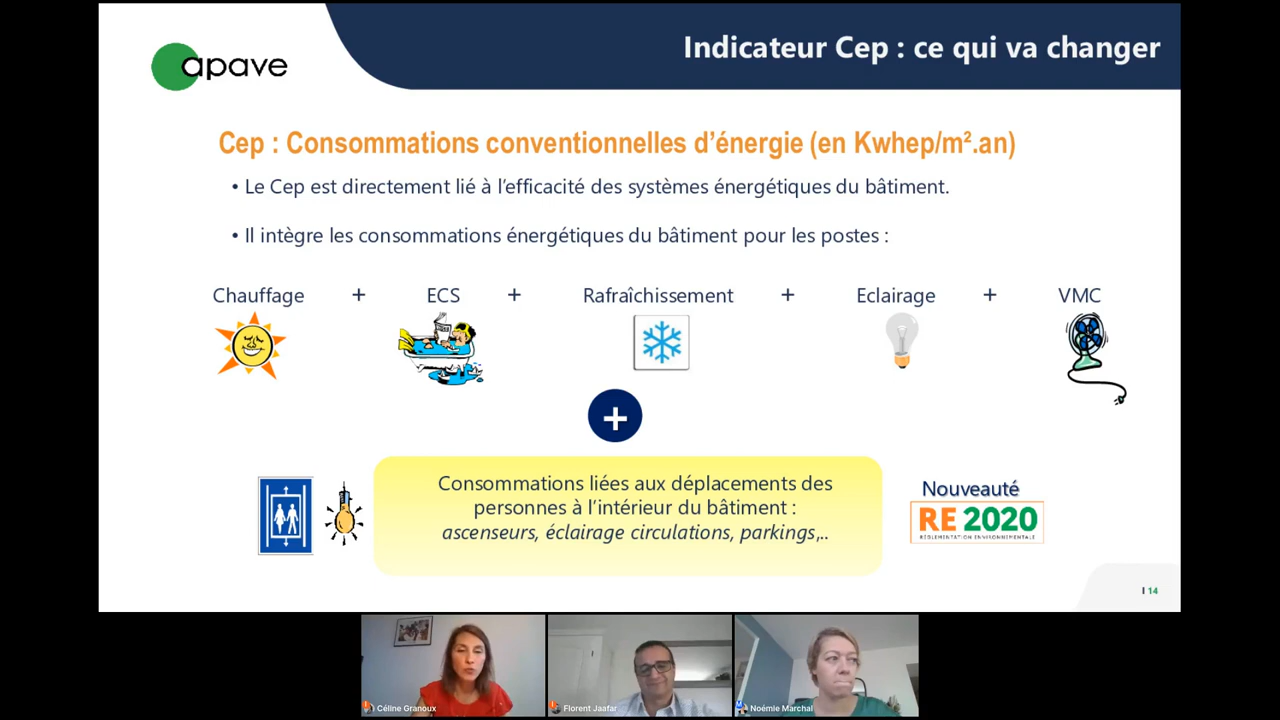 apave
Indicateur Cep : ce qui va changer
Cep : Consommations conventionnelles d'énergie (en Kwhep/m².an)
• Le Cep est directement lié à l'efficacité des systèmes énergétiques du bâtiment.
• Il intègre les consommations énergétiques du bâtiment pour les postes :
Chauffage + ECS + Rafraîchissement + Eclairage + VMC
+
Consommations liées aux déplacements des
personnes à l'intérieur du bâtiment :
ascenseurs, éclairage circulations, parkings,..
Nouveauté
RE2020
RÉGLEMENTATION ENVIRONNEMENTALE
I 14
Céline Granoux
Florent Jaafar
Noémie Marchal